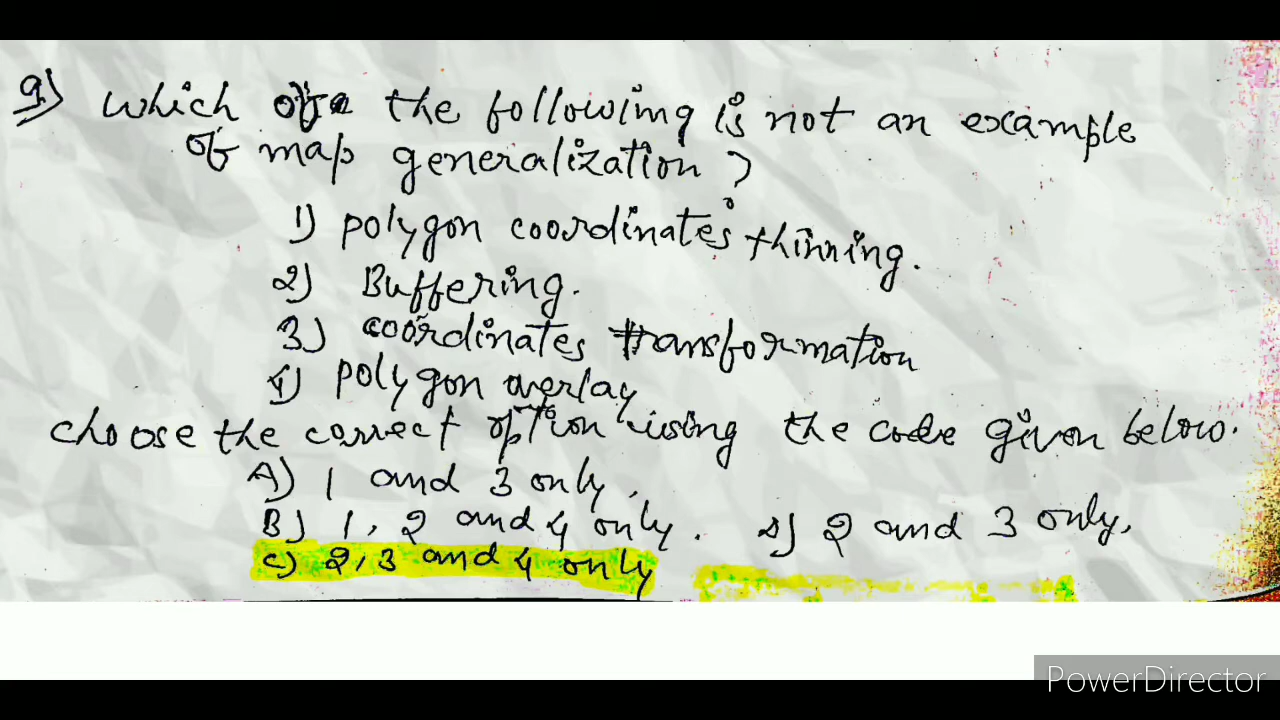 9) which of the following is not an example
of map generalization ?
1) polygon coordinates thinning.
2) Buffering.
3) coordinates transformation
4) polygon overlay
choose the correct option using the code given below.
A) 1 and 3 only.
B) 1, 2 and 4 only. D) 2 and 3 only.
C) 2, 3 and 4 only
PowerDirector